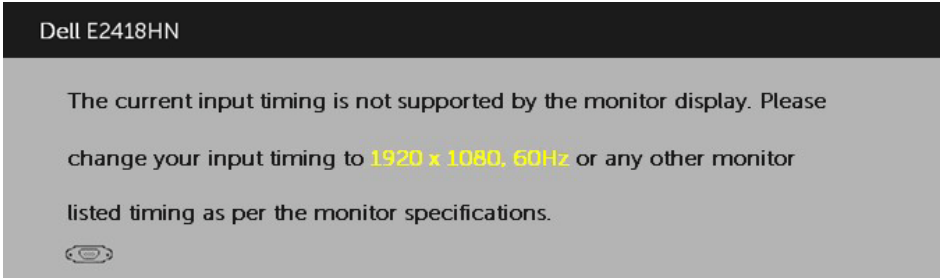 Dell E2418HN
The current input timing is not supported by the monitor display. Please
change your input timing to 1920 x 1080, 60Hz or any other monitor
listed timing as per the monitor specifications.